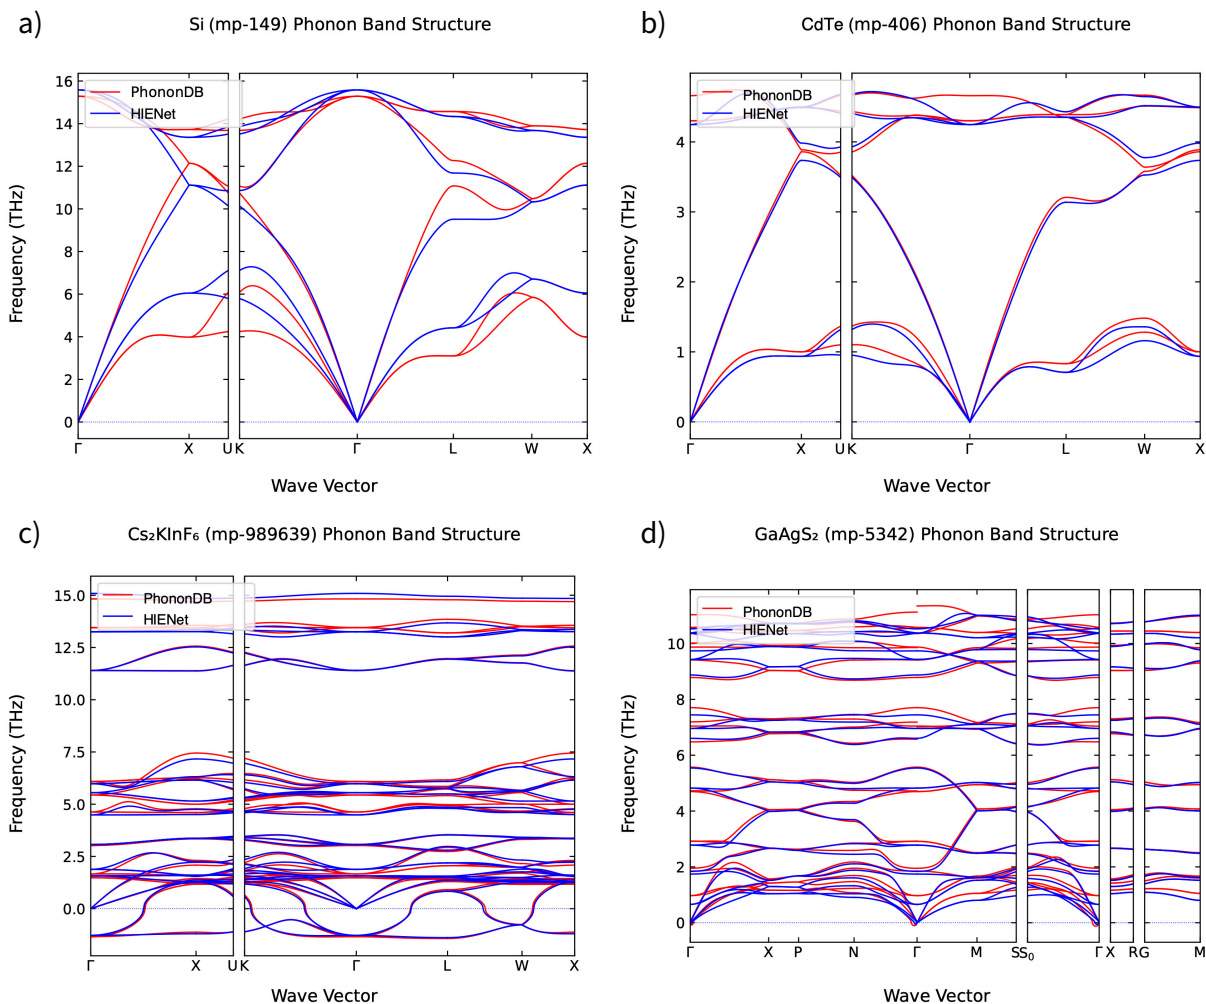 a)
Si (mp-149) Phonon Band Structure
PhononDB
HIENet
Frequency (THz)
16
14
12
10
8
6
4
2
0
Γ X U K Γ L W X
Wave Vector
b)
CdTe (mp-406) Phonon Band Structure
PhononDB
HIENet
Frequency (THz)
4
3
2
1
0
Γ X U K Γ L W X
Wave Vector
c)
Cs₂KInF₆ (mp-989639) Phonon Band Structure
PhononDB
HIENet
Frequency (THz)
15.0
12.5
10.0
7.5
5.0
2.5
0.0
Γ X U K Γ L W X
Wave Vector
d)
GaAgS₂ (mp-5342) Phonon Band Structure
PhononDB
HIENet
Frequency (THz)
10
8
6
4
2
0
Γ X P N Γ M S S₀ Γ X R G M
Wave Vector